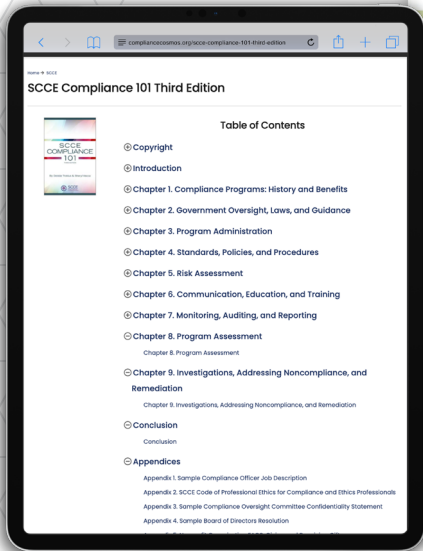 compliancecosmos.org/scce-compliance-101-third-edition
Home → SCCE
SCCE Compliance 101 Third Edition
SCCE
COMPLIANCE
101
SCCE
Table of Contents
Copyright
Introduction
Chapter 1. Compliance Programs: History and Benefits
Chapter 2. Government Oversight, Laws, and Guidance
Chapter 3. Program Administration
Chapter 4. Standards, Policies, and Procedures
Chapter 5. Risk Assessment
Chapter 6. Communication, Education, and Training
Chapter 7. Monitoring, Auditing, and Reporting
Chapter 8. Program Assessment
Chapter 8. Program Assessment
Chapter 9. Investigations, Addressing Noncompliance, and
Remediation
Chapter 9. Investigations, Addressing Noncompliance, and Remediation
Conclusion
Conclusion
Appendices
Appendix 1. Sample Compliance Officer Job Description
Appendix 2. SCCE Code of Professional Ethics for Compliance and Ethics Professionals
Appendix 3. Sample Compliance Oversight Committee Confidentiality Statement
Appendix 4. Sample Board of Directors Resolution